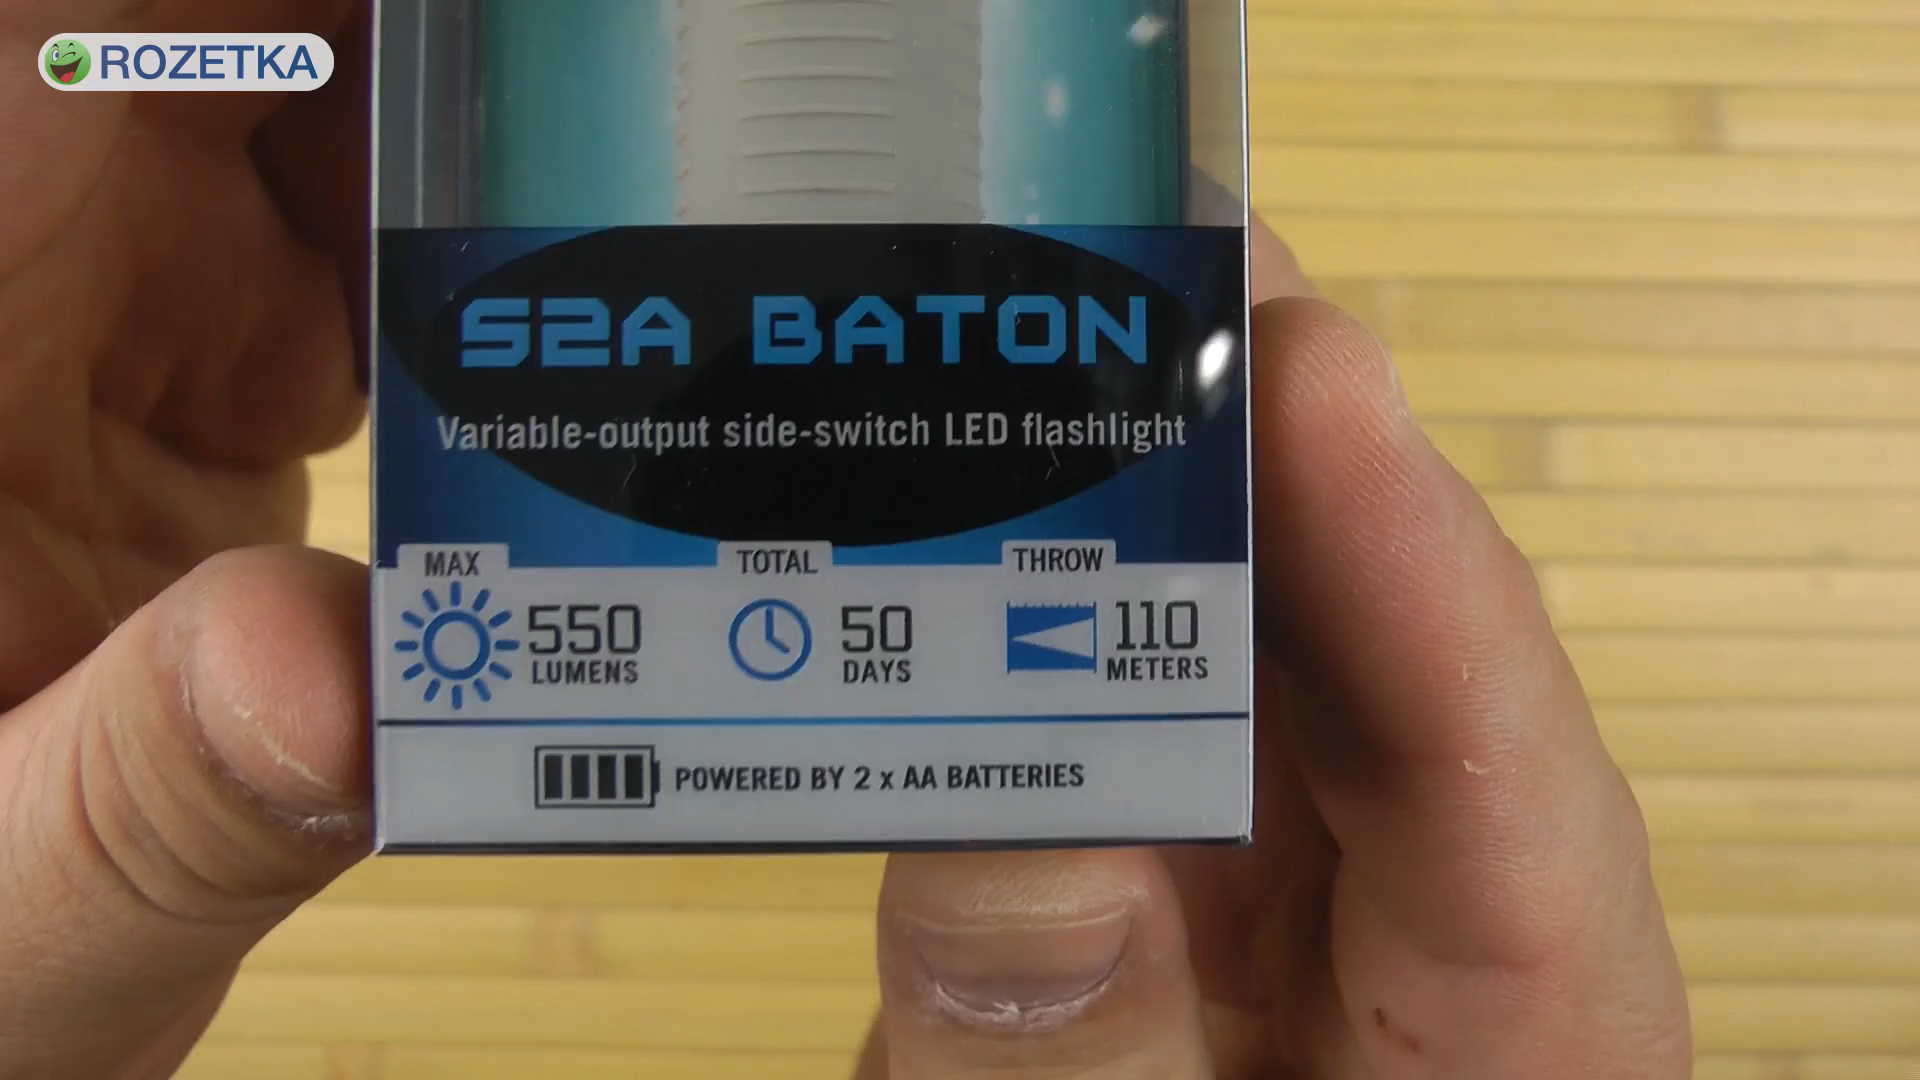 ROZETKA
S2A BATON
Variable-output side-switch LED flashlight
MAX
550
LUMENS
TOTAL
50
DAYS
THROW
110
METERS
POWERED BY 2 x AA BATTERIES